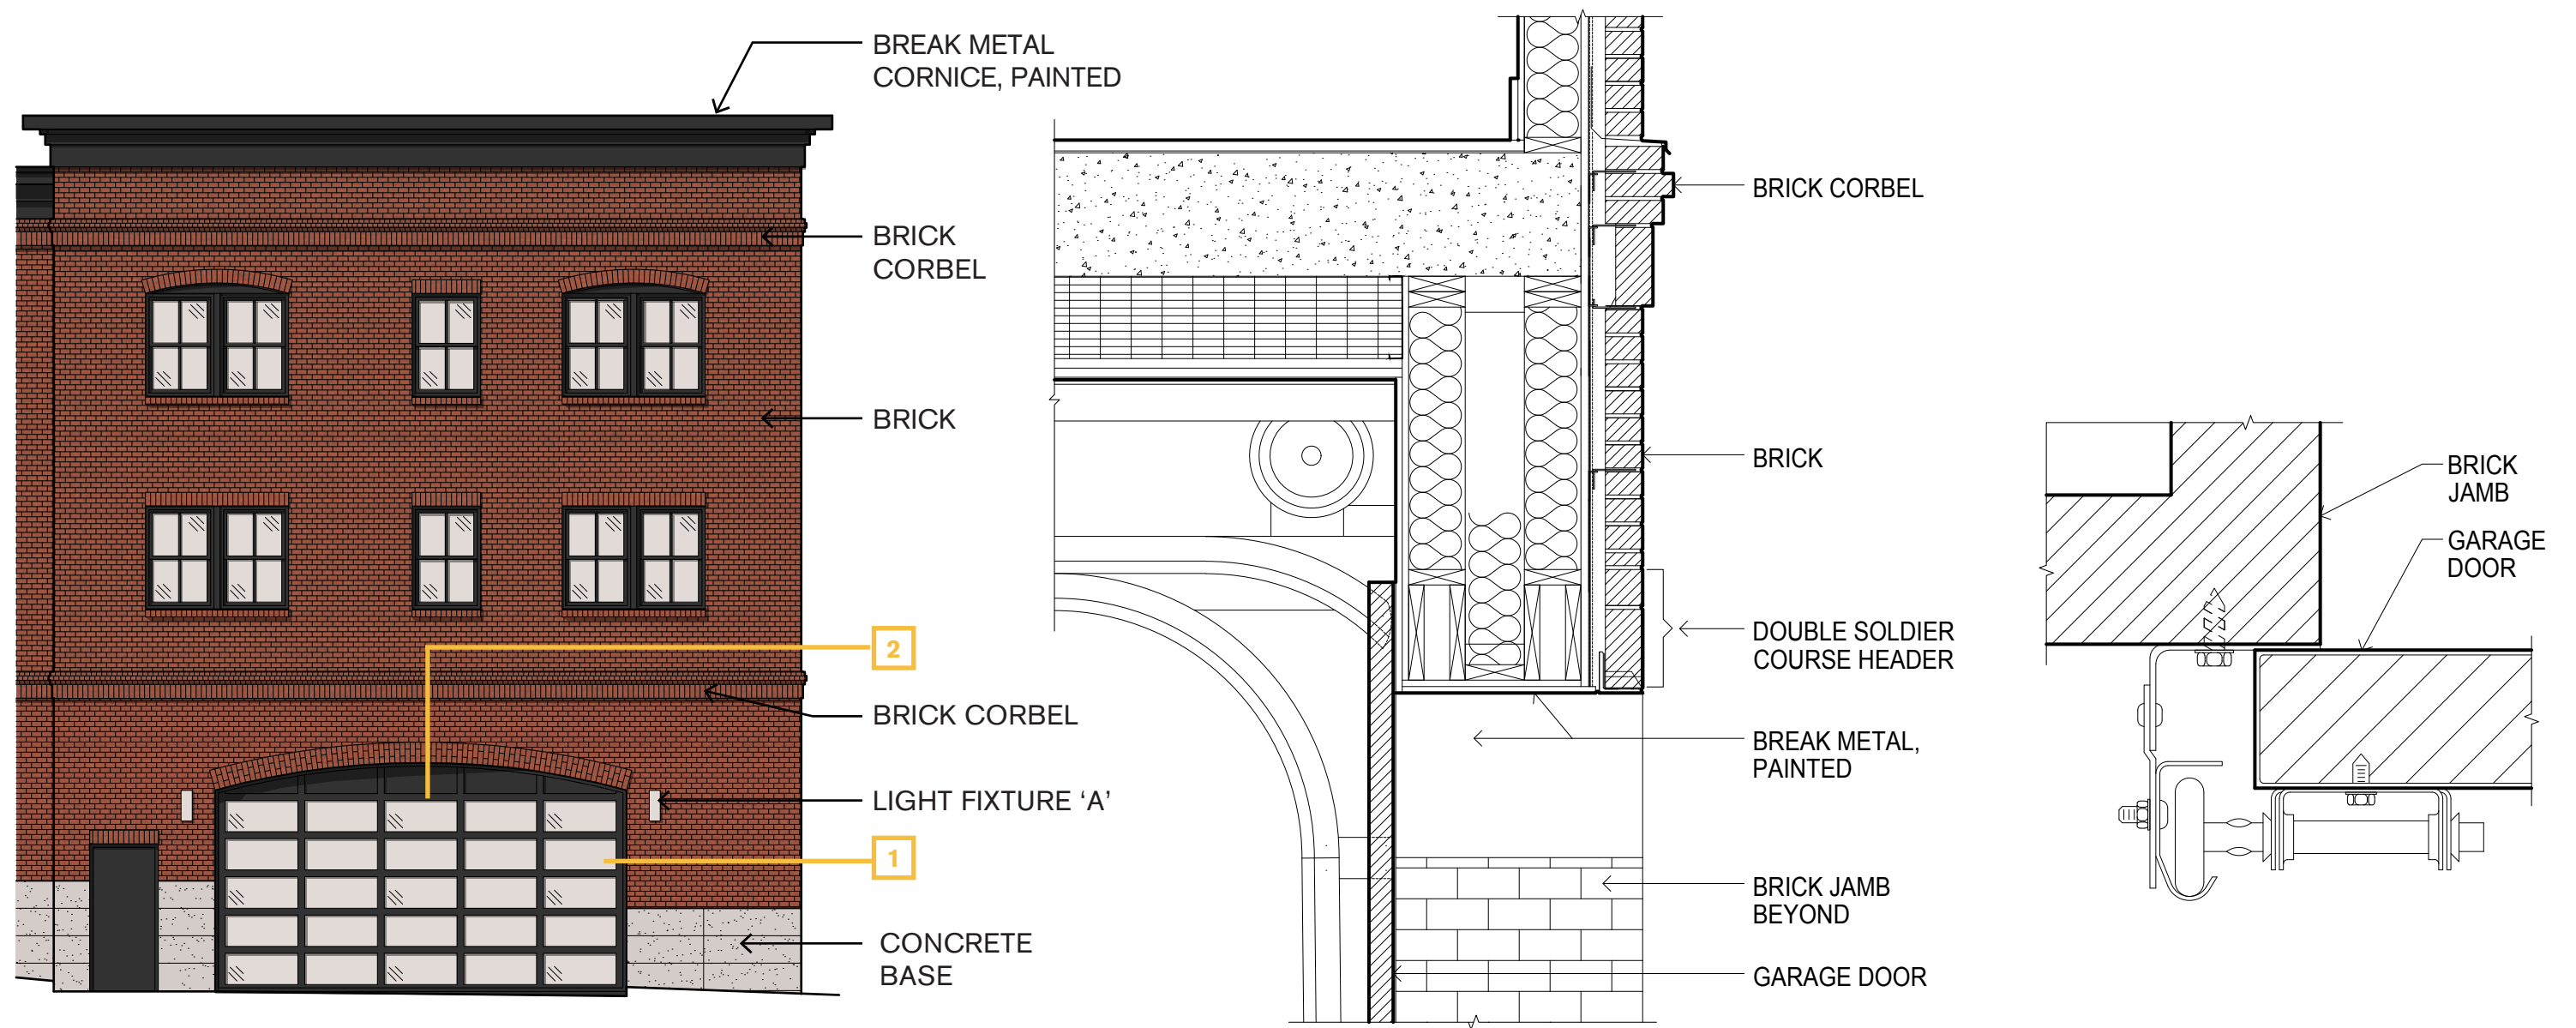 BREAK METAL
CORNICE, PAINTED
BRICK
CORBEL
BRICK
2
BRICK CORBEL
LIGHT FIXTURE ‘A’
1
CONCRETE
BASE
BRICK CORBEL
BRICK
DOUBLE SOLDIER
COURSE HEADER
BREAK METAL,
PAINTED
BRICK JAMB
BEYOND
GARAGE DOOR
BRICK
JAMB
GARAGE
DOOR